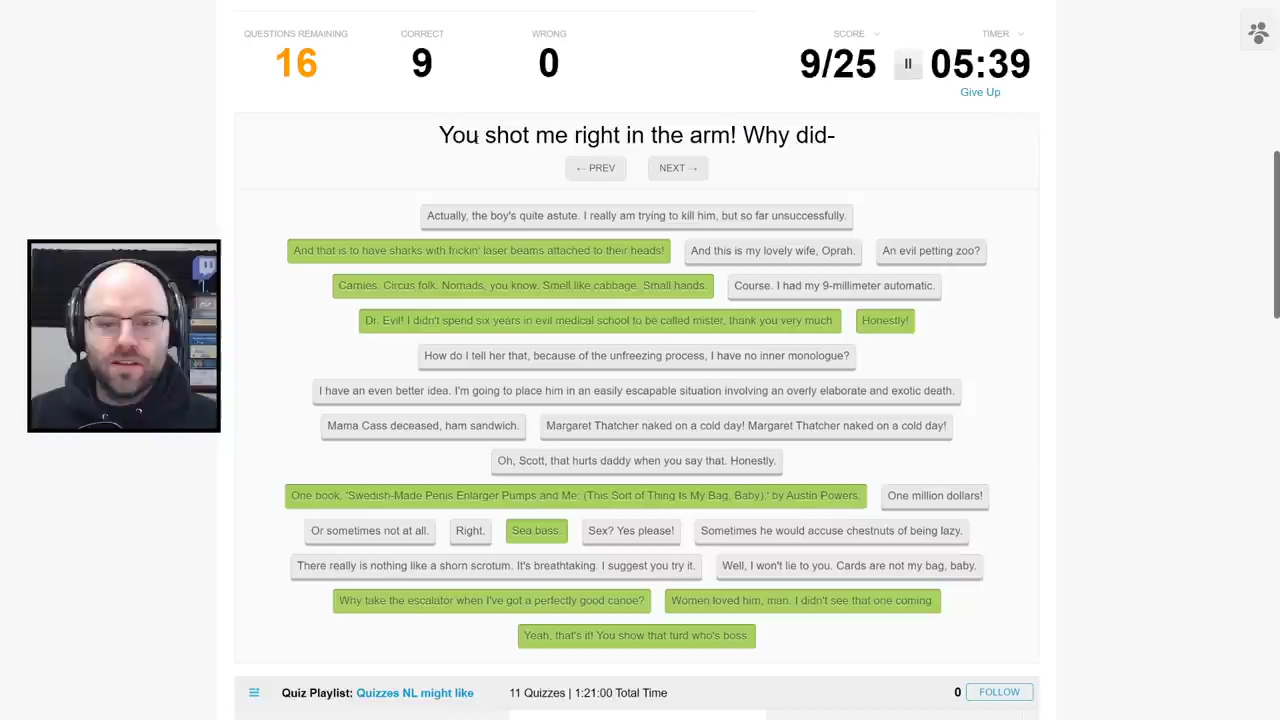 QUESTIONS REMAINING CORRECT WRONG SCORE TIMER
16 9 0 9/25 05:39
Give Up
You shot me right in the arm! Why did-
← PREV NEXT →
Actually, the boy's quite astute. I really am trying to kill him, but so far unsuccessfully.
And that is to have sharks with frickin' laser beams attached to their heads! And this is my lovely wife, Oprah. An evil petting zoo?
Carnies. Circus folk. Nomads, you know. Smell like cabbage. Small hands. Course. I had my 9-millimeter automatic.
Dr. Evil! I didn't spend six years in evil medical school to be called mister, thank you very much Honestly!
How do I tell her that, because of the unfreezing process, I have no inner monologue?
I have an even better idea. I'm going to place him in an easily escapable situation involving an overly elaborate and exotic death.
Mama Cass deceased, ham sandwich. Margaret Thatcher naked on a cold day! Margaret Thatcher naked on a cold day!
Oh, Scott, that hurts daddy when you say that. Honestly.
One book, 'Swedish-Made Penis Enlarger Pumps and Me: (This Sort of Thing Is My Bag, Baby),' by Austin Powers. One million dollars!
Or sometimes not at all. Right. Sea bass. Sex? Yes please! Sometimes he would accuse chestnuts of being lazy.
There really is nothing like a shorn scrotum. It's breathtaking. I suggest you try it. Well, I won't lie to you. Cards are not my bag, baby.
Why take the escalator when I've got a perfectly good canoe? Women loved him, man. I didn't see that one coming.
Yeah, that's it! You show that turd who's boss.
Quiz Playlist: Quizzes NL might like 11 Quizzes | 1:21:00 Total Time 0 FOLLOW